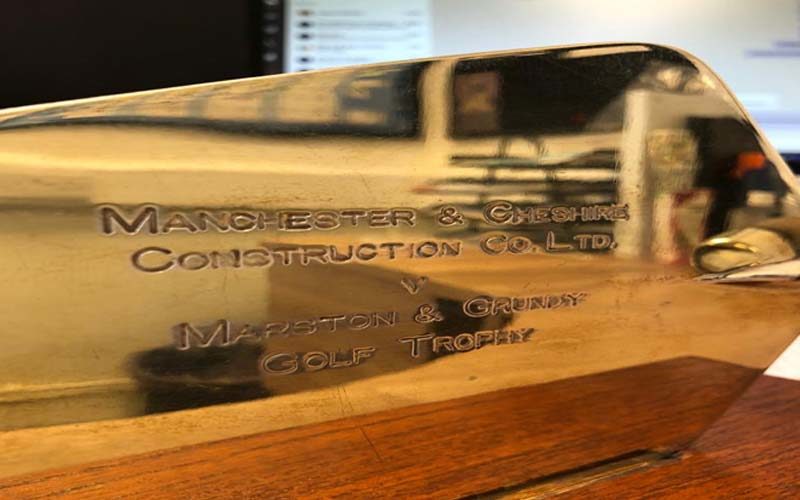 MANCHESTER & CHESHIRE
CONSTRUCTION CO. LTD.
V
MARSTON & GRUNDY
GOLF TROPHY